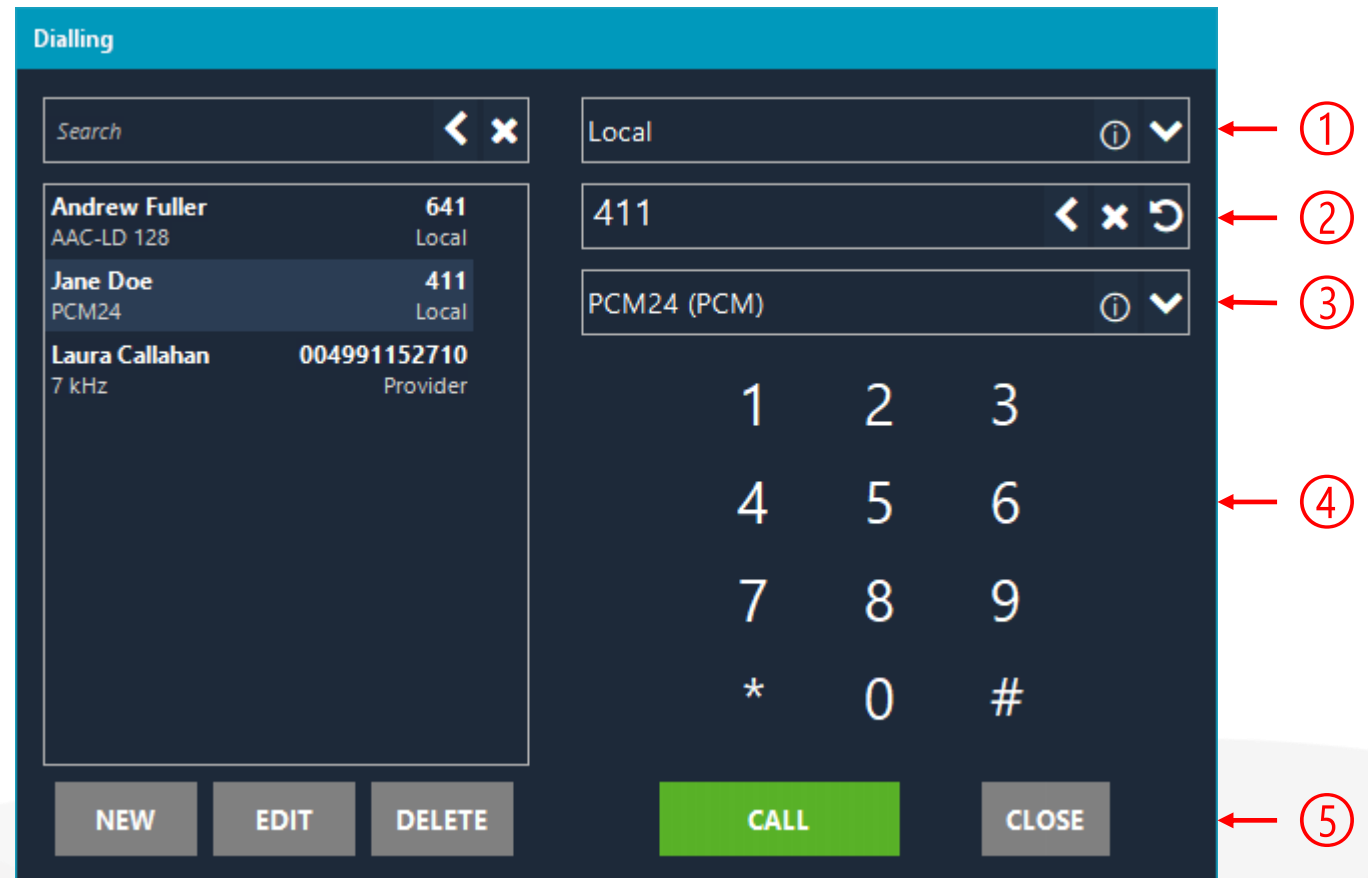 Dialling
Search
Andrew Fuller 641
AAC-LD 128 Local
Jane Doe 411
PCM24 Local
Laura Callahan 004991152710
7 kHz Provider
NEW EDIT DELETE
Local
411
PCM24 (PCM)
1 2 3
4 5 6
7 8 9
* 0 #
CALL CLOSE
1
2
3
4
5